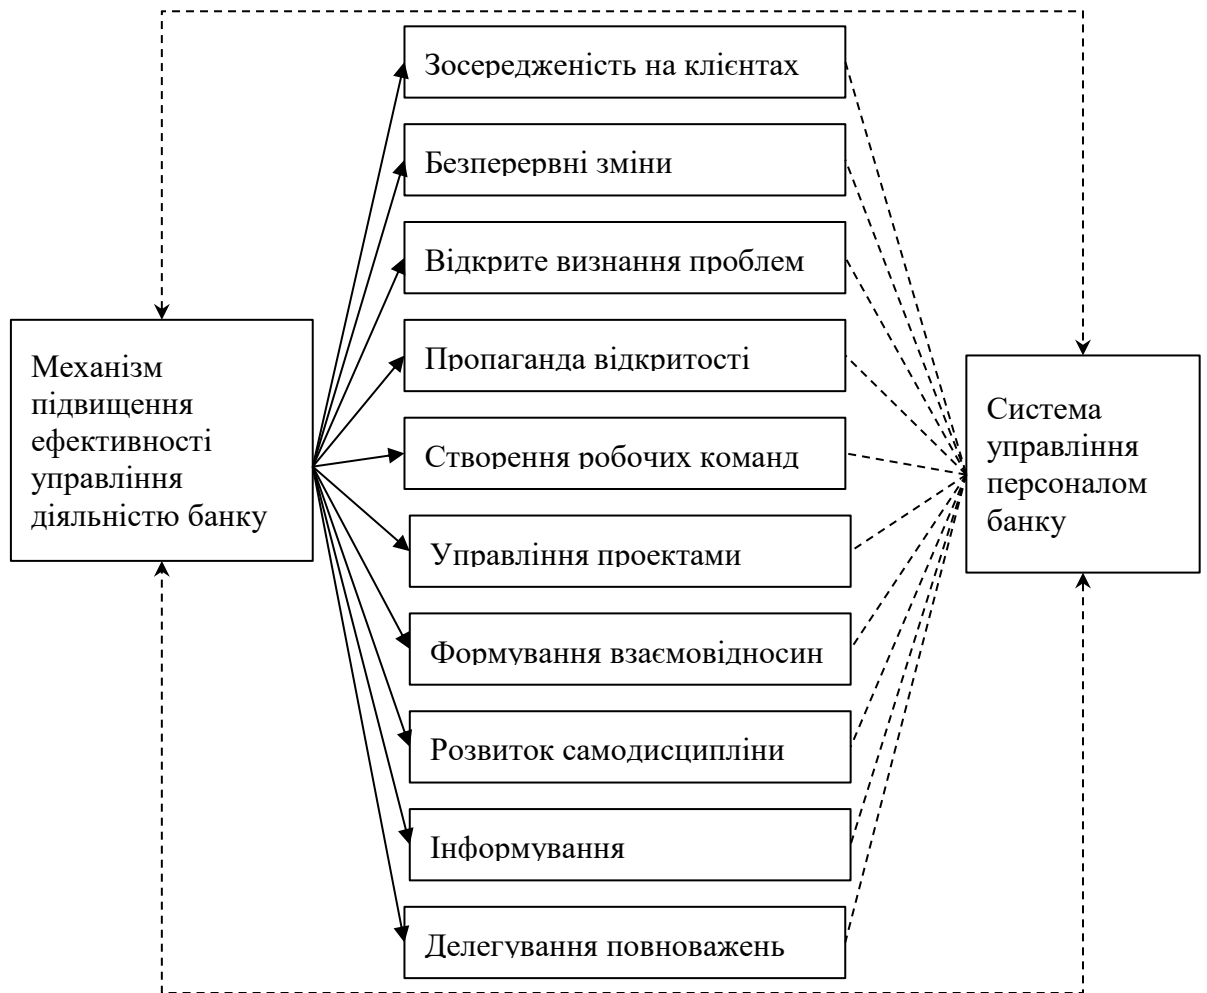 Зосередженість на клієнтах
Безперервні зміни
Відкрите визнання проблем
Пропаганда відкритості
Створення робочих команд
Управління проектами
Формування взаємовідносин
Розвиток самодисципліни
Інформування
Делегування повноважень
Механізм
підвищення
ефективності
управління
діяльністю банку
Система
управління
персоналом
банку